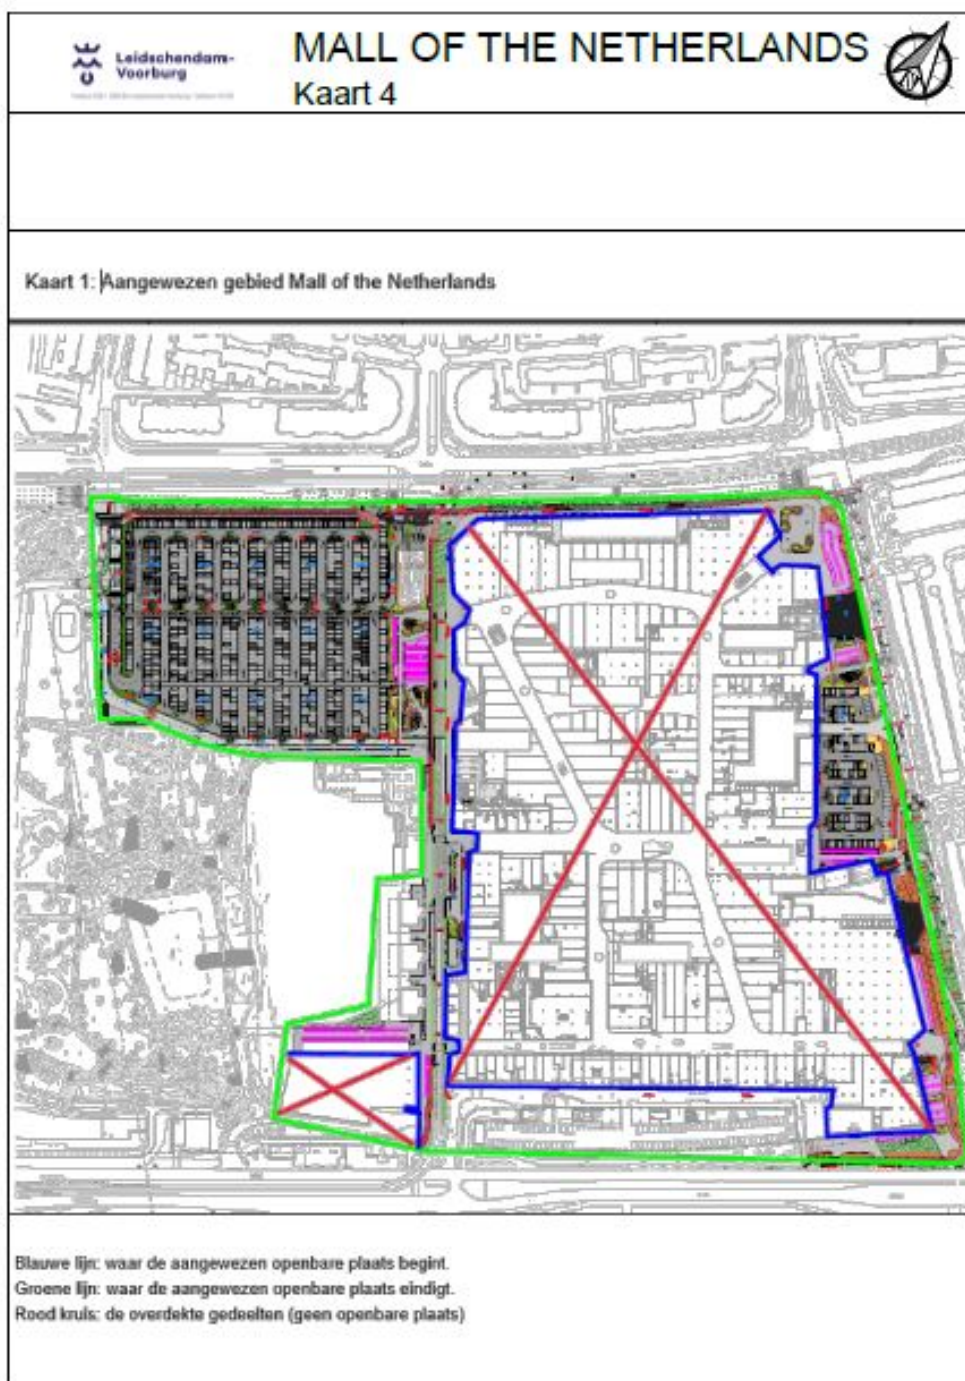 Leidschendam-
Voorburg
MALL OF THE NETHERLANDS
Kaart 4
Kaart 1: Aangewezen gebied Mall of the Netherlands
Blauwe lijn: waar de aangewezen openbare plaats begint.
Groene lijn: waar de aangewezen openbare plaats eindigt.
Rood kruis: de overdekte gedeelten (geen openbare plaats)